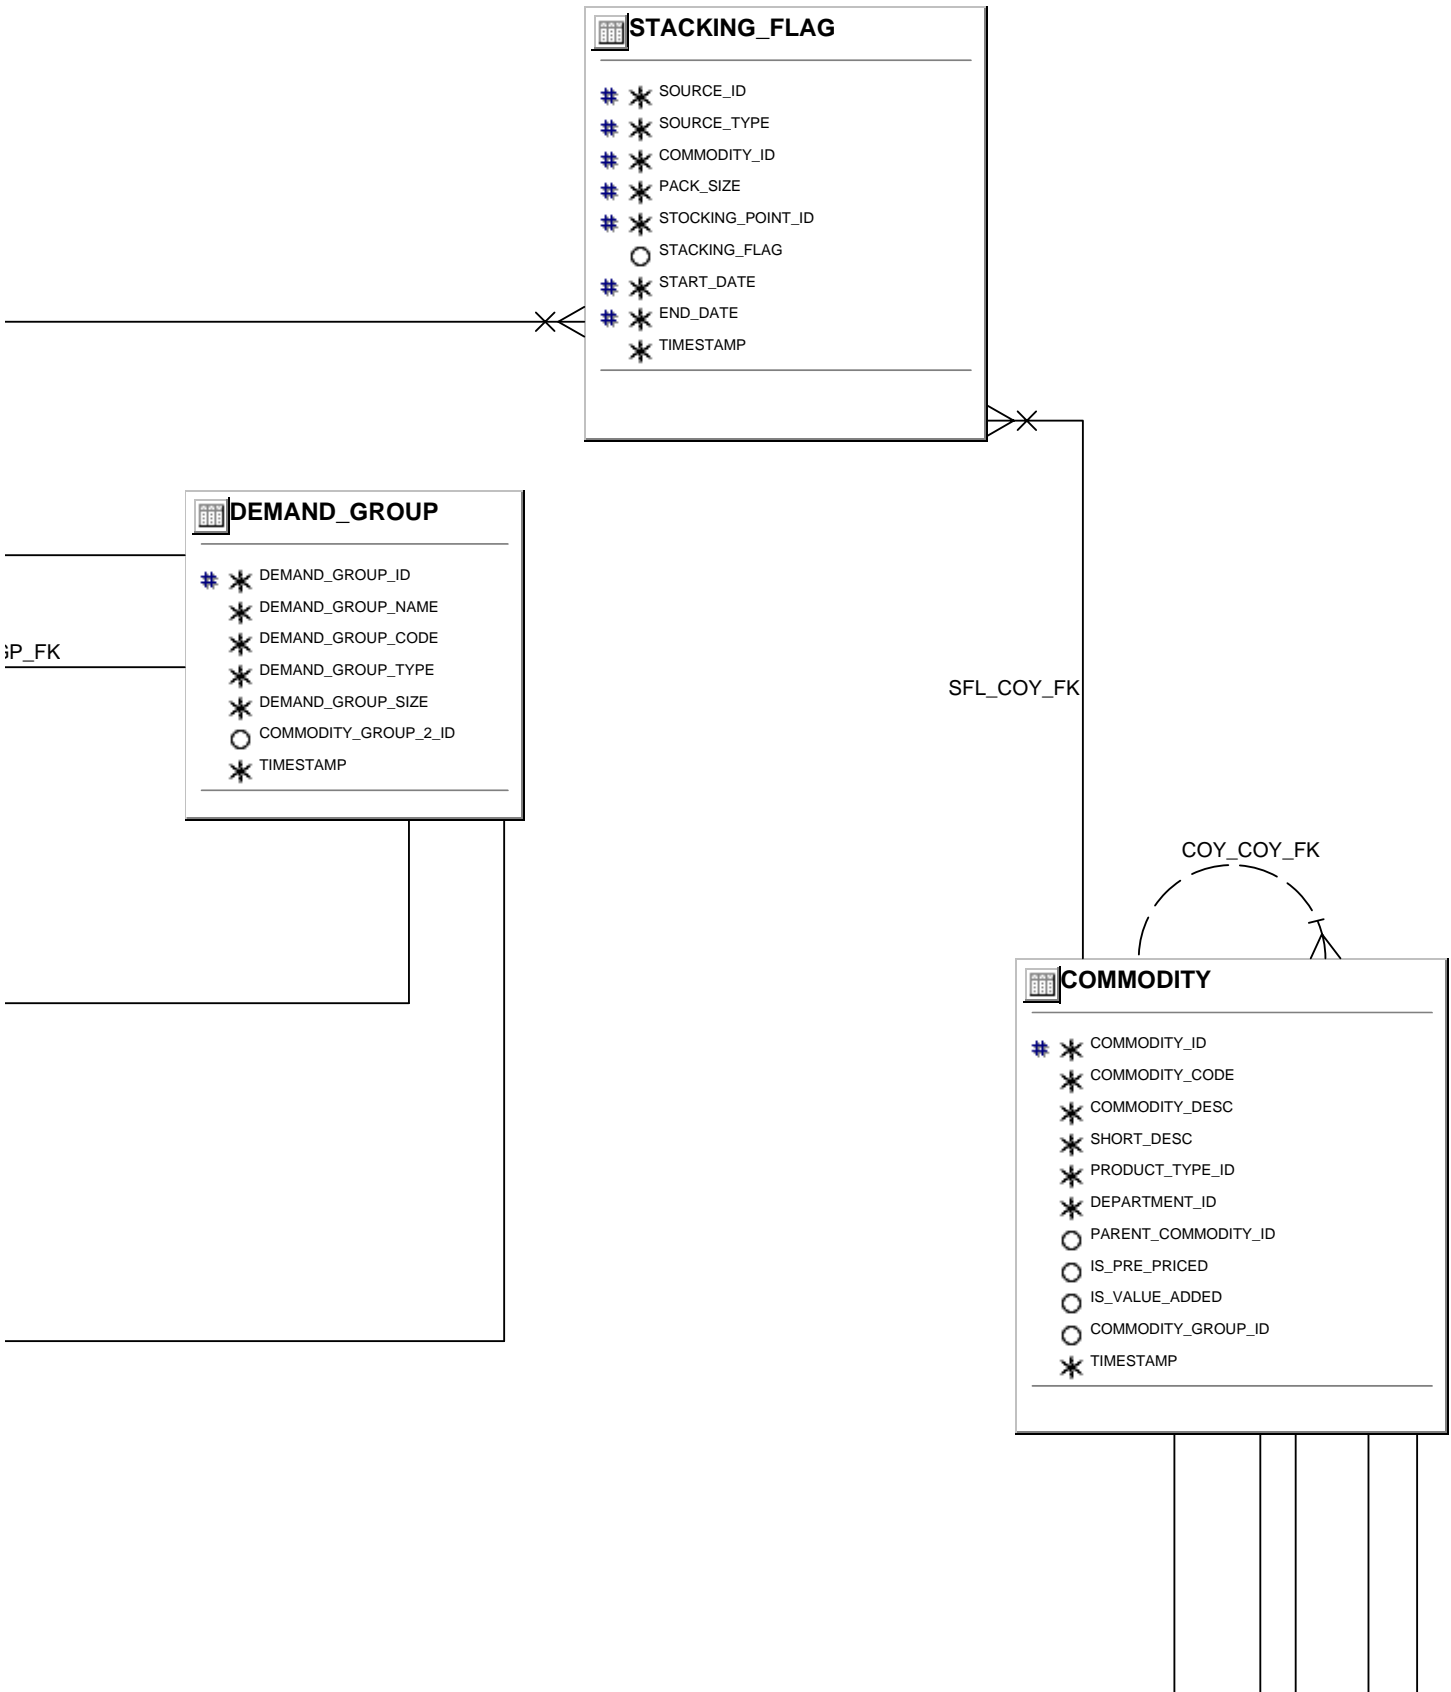 STACKING_FLAG
SOURCE_ID
SOURCE_TYPE
COMMODITY_ID
PACK_SIZE
STOCKING_POINT_ID
STACKING_FLAG
START_DATE
END_DATE
TIMESTAMP
DEMAND_GROUP
DEMAND_GROUP_ID
DEMAND_GROUP_NAME
DEMAND_GROUP_CODE
DEMAND_GROUP_TYPE
DEMAND_GROUP_SIZE
COMMODITY_GROUP_2_ID
TIMESTAMP
P_FK
SFL_COY_FK
COY_COY_FK
COMMODITY
COMMODITY_ID
COMMODITY_CODE
COMMODITY_DESC
SHORT_DESC
PRODUCT_TYPE_ID
DEPARTMENT_ID
PARENT_COMMODITY_ID
IS_PRE_PRICED
IS_VALUE_ADDED
COMMODITY_GROUP_ID
TIMESTAMP